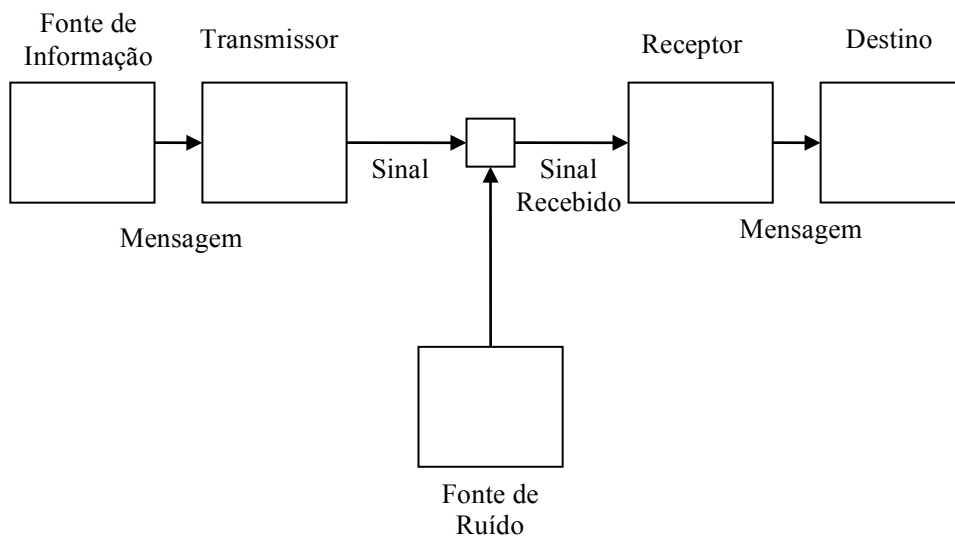 Fonte de
Informação
Transmissor
Receptor
Destino
Sinal
Sinal
Recebido
Mensagem
Mensagem
Fonte de
Ruído